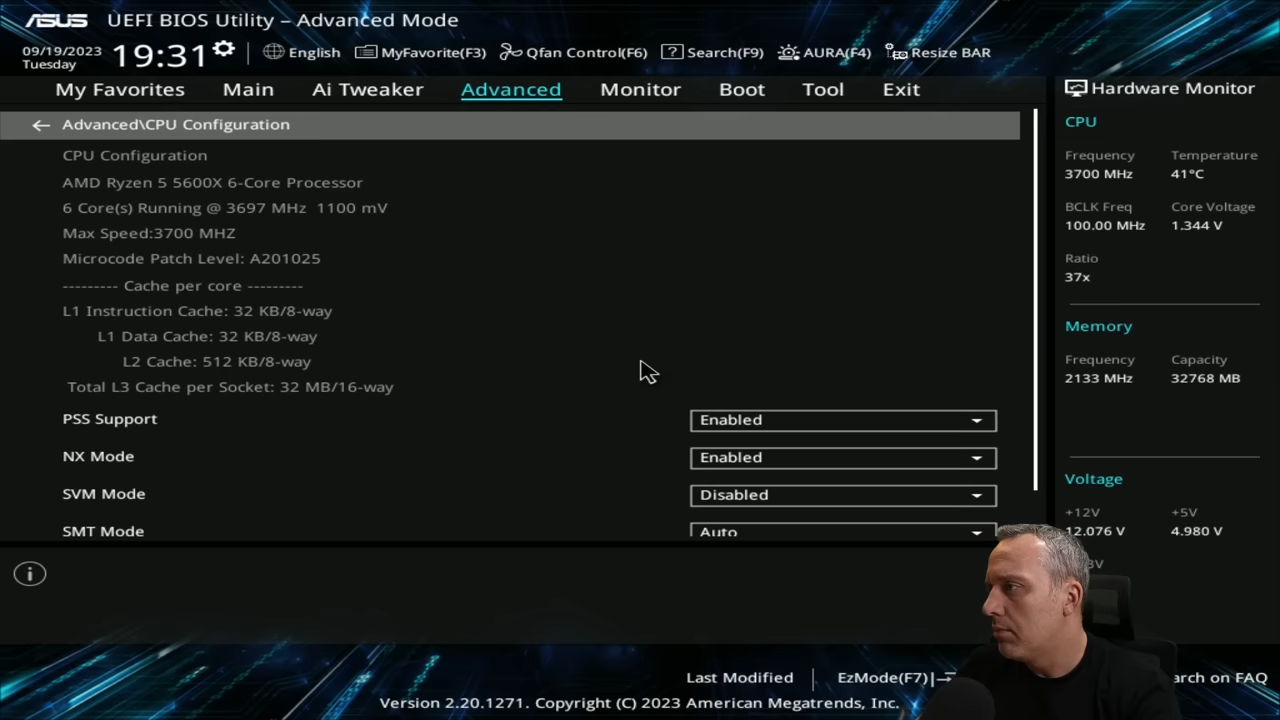 ASUS UEFI BIOS Utility – Advanced Mode
09/19/2023
Tuesday
19:31
English MyFavorite(F3) Qfan Control(F6) ? Search(F9) AURA(F4) Resize BAR
My Favorites Main Ai Tweaker Advanced Monitor Boot Tool Exit
Hardware Monitor
← Advanced\CPU Configuration
CPU Configuration
AMD Ryzen 5 5600X 6-Core Processor
6 Core(s) Running @ 3697 MHz 1100 mV
Max Speed:3700 MHZ
Microcode Patch Level: A201025
--------- Cache per core ---------
L1 Instruction Cache: 32 KB/8-way
L1 Data Cache: 32 KB/8-way
L2 Cache: 512 KB/8-way
Total L3 Cache per Socket: 32 MB/16-way
PSS Support Enabled
NX Mode Enabled
SVM Mode Disabled
SMT Mode Auto
CPU
Frequency Temperature
3700 MHz 41°C
BCLK Freq Core Voltage
100.00 MHz 1.344 V
Ratio
37x
Memory
Frequency Capacity
2133 MHz 32768 MB
Voltage
+12V +5V
12.076 V 4.980 V
Last Modified EzMode(F7) on FAQ
Version 2.20.1271. Copyright (C) 2023 American Megatrends, Inc.